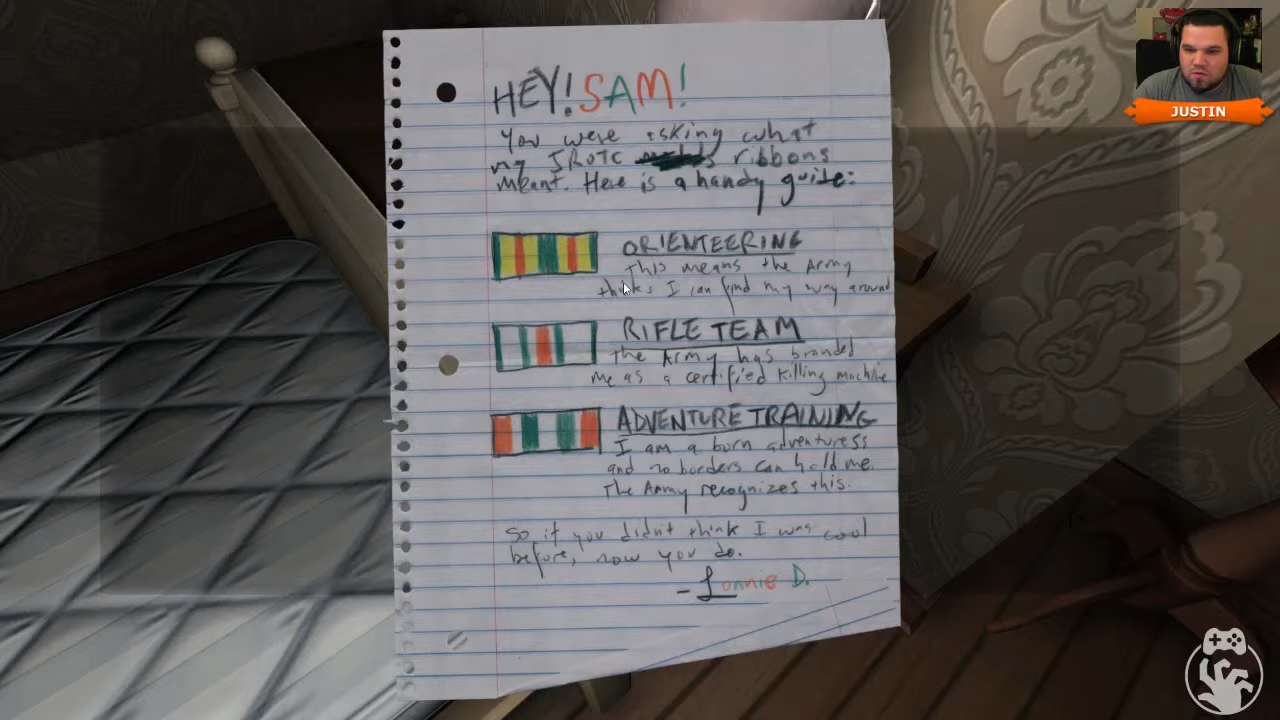 HEY! SAM!
You were asking what
my JROTC ribbons
meant. Here is a handy guide:
ORIENTEERING
This means the Army
thinks I can find my way around
RIFLE TEAM
The Army has branded
me as a certified killing machine
ADVENTURE TRAINING
I am a born adventuress
and no borders can hold me.
The Army recognizes this.
So if you didn't think I was cool
before, now you do.
- Lonnie D.
JUSTIN